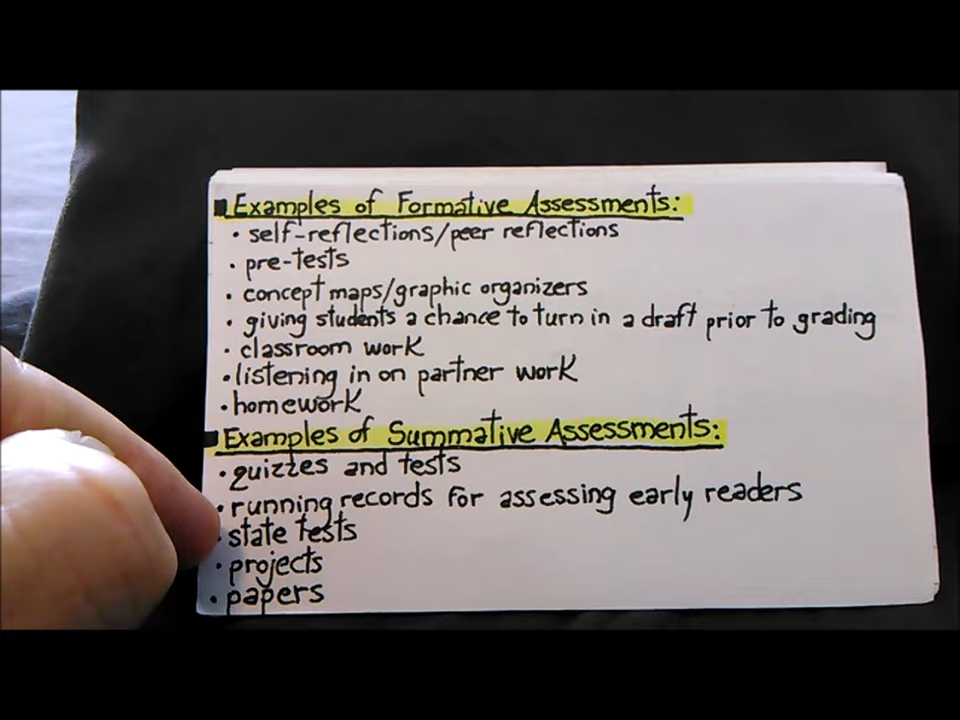 ■ Examples of Formative Assessments:
• self-reflections/peer reflections
• pre-tests
• concept maps/graphic organizers
• giving students a chance to turn in a draft prior to grading
• classroom work
• listening in on partner work
• homework
■ Examples of Summative Assessments:
• quizzes and tests
• running records for assessing early readers
• state tests
• projects
• papers